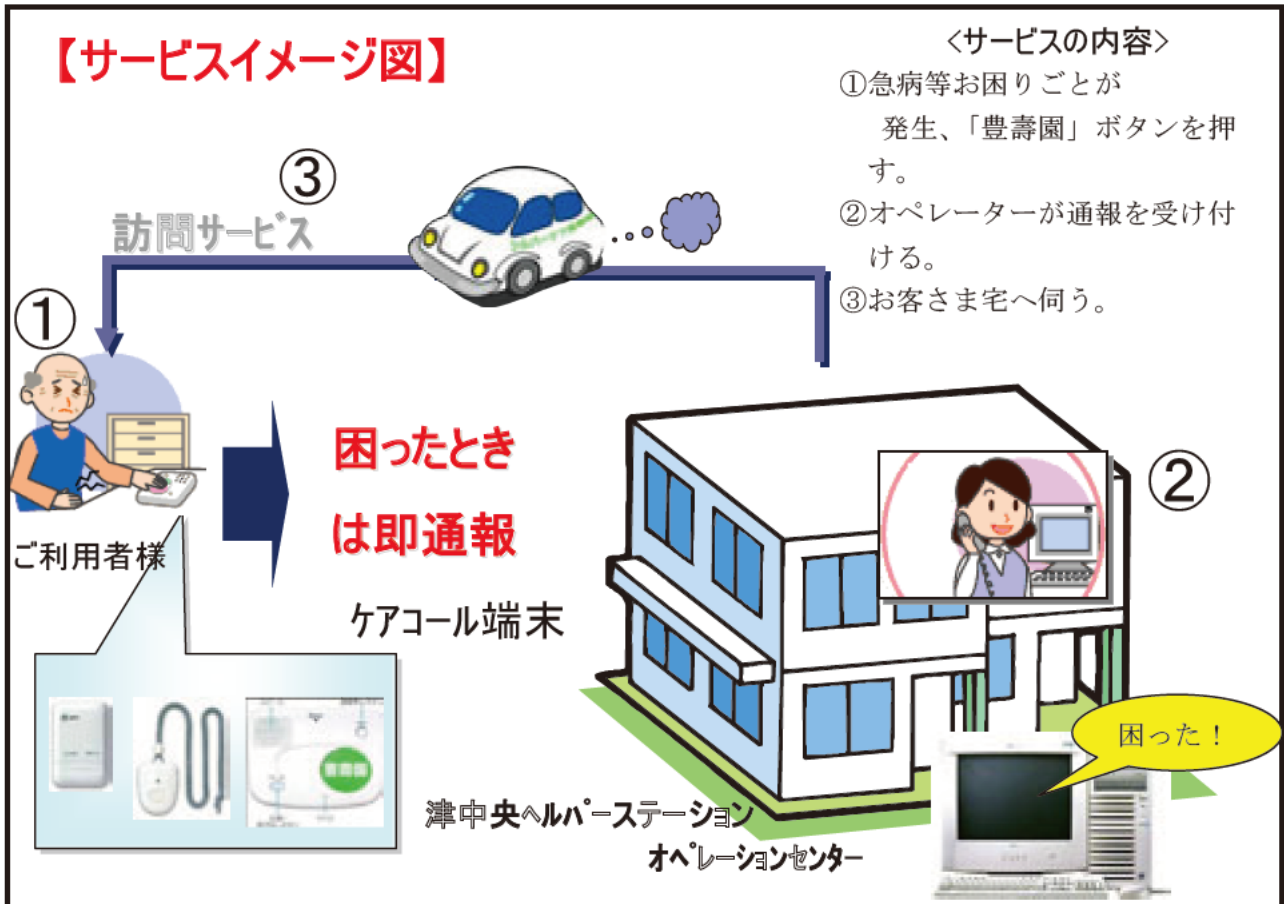 【サービスイメージ図】
<サービスの内容>
①急病等お困りごとが
発生、「豊壽園」ボタンを押
す。
②オペレーターが通報を受け付
ける。
③お客さま宅へ伺う。
③
訪問サービス
①
ご利用者様
困ったとき
は即通報
ケアコール端末
②
困った！
豊壽園
津中央ヘルパーステーション
オペレーションセンター